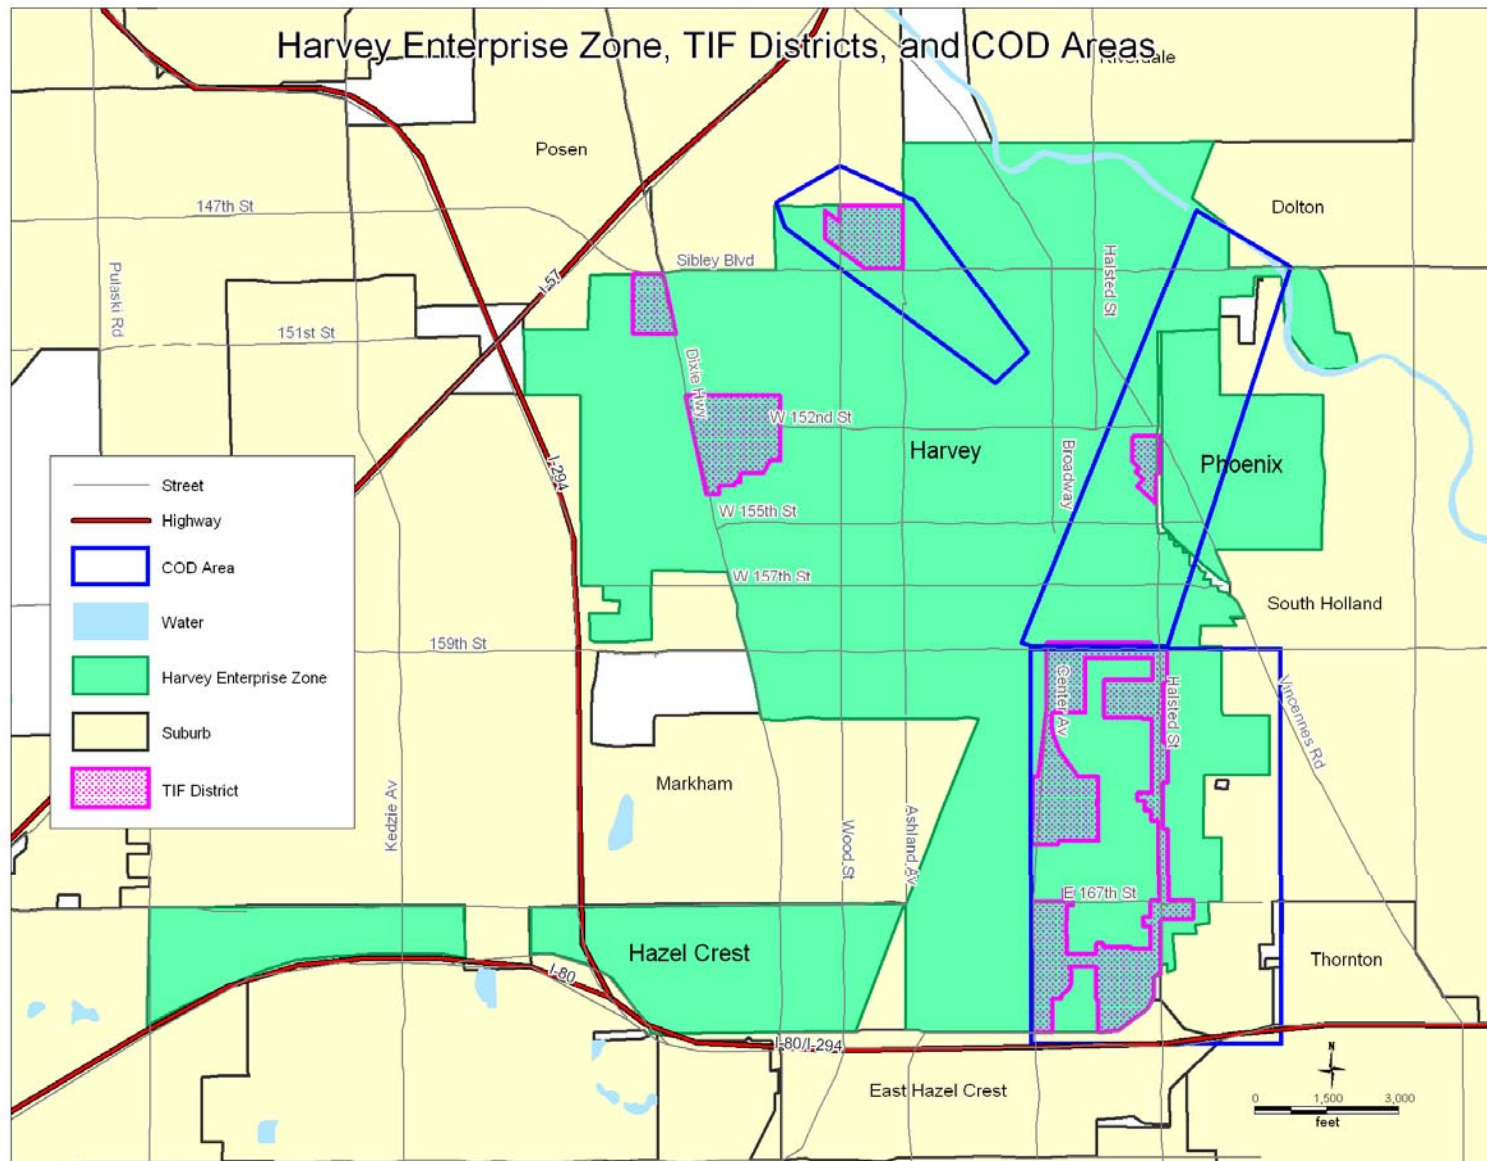 Harvey Enterprise Zone, TIF Districts, and COD Areas
Riverdale
Posen
147th St
Dolton
Sibley Blvd
Halsted St
Pulaski Rd
I-57
151st St
Dixie Hwy
W 152nd St
Harvey
Broadway
Phoenix
I-294
W 155th St
W 157th St
South Holland
159th St
Center Av
Halsted St
Vincennes Rd
Markham
Kedzie Av
Wood St
Ashland Av
E 167th St
Hazel Crest
Thornton
I-80
I-80/I-294
East Hazel Crest
Street
Highway
COD Area
Water
Harvey Enterprise Zone
Suburb
TIF District
N
0 1,500 3,000
feet